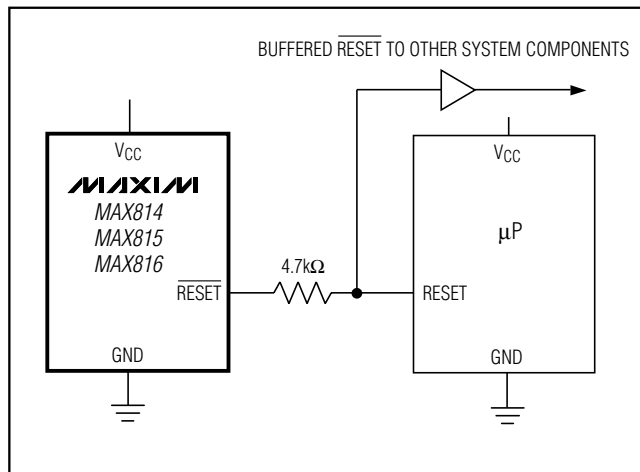 BUFFERED RESET TO OTHER SYSTEM COMPONENTS
VCC
MAXIM
MAX814
MAX815
MAX816
RESET
GND
4.7kΩ
VCC
μP
RESET
GND